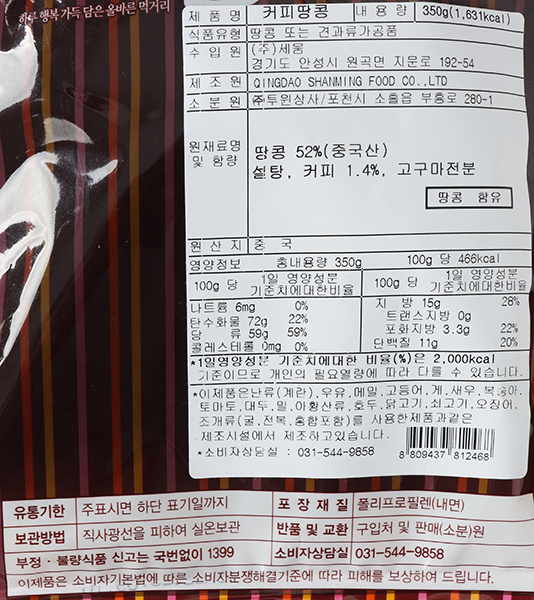 하루 행복 가득 담은 올바른 먹거리
제 품 명 커피땅콩 내 용 량 350g(1,631kcal)
식품유형 땅콩 또는 견과류가공품
수 입 원 (주)세웅
경기도 안성시 원곡면 지문로 192-54
제 조 원 QINGDAO SHANMING FOOD CO.,LTD
소 분 원 ㈜투윈상사/포천시 소흘읍 부흥로 280-1
원재료명 및 함량
땅콩 52%(중국산)
설탕, 커피 1.4%, 고구마전분
땅콩 함유
원 산 지 중 국
영양정보 총내용량 350g 100g 당 466kcal
100g 당 1일 영양성분 기준치에대한비율 100g 당 1일 영양성분 기준치에대한비율
나트륨 6mg 0% 지 방 15g 28%
탄수화물 72g 22% 트랜스지방 0g
당 류 59g 59% 포화지방 3.3g 22%
콜레스테롤 0mg 0% 단백질 11g 20%
*1일영양성분 기준치에대한 비율(%)은 2,000kcal
기준이므로 개인의 필요열량에 따라 다를 수 있습니다.
*이제품은난류(계란),우유,메밀,고등어,게,새우,복숭아,
토마토,대두,밀,아황산류,호두,닭고기,쇠고기,오징어,
조개류(굴,전복,홍합포함)를 사용한제품과같은
제조시설에서 제조하고있습니다.
*소비자상담실 : 031-544-9858
8 809437 812468
유통기한 주표시면 하단 표기일까지 포 장 재 질 폴리프로필렌(내면)
보관방법 직사광선을 피하여 실온보관 반품 및 교환 구입처 및 판매(소분)원
부정·불량식품 신고는 국번없이 1399 소비자상담실 031-544-9858
이제품은 소비자기본법에 따른 소비자분쟁해결기준에 따라 피해를 보상하여 드립니다.